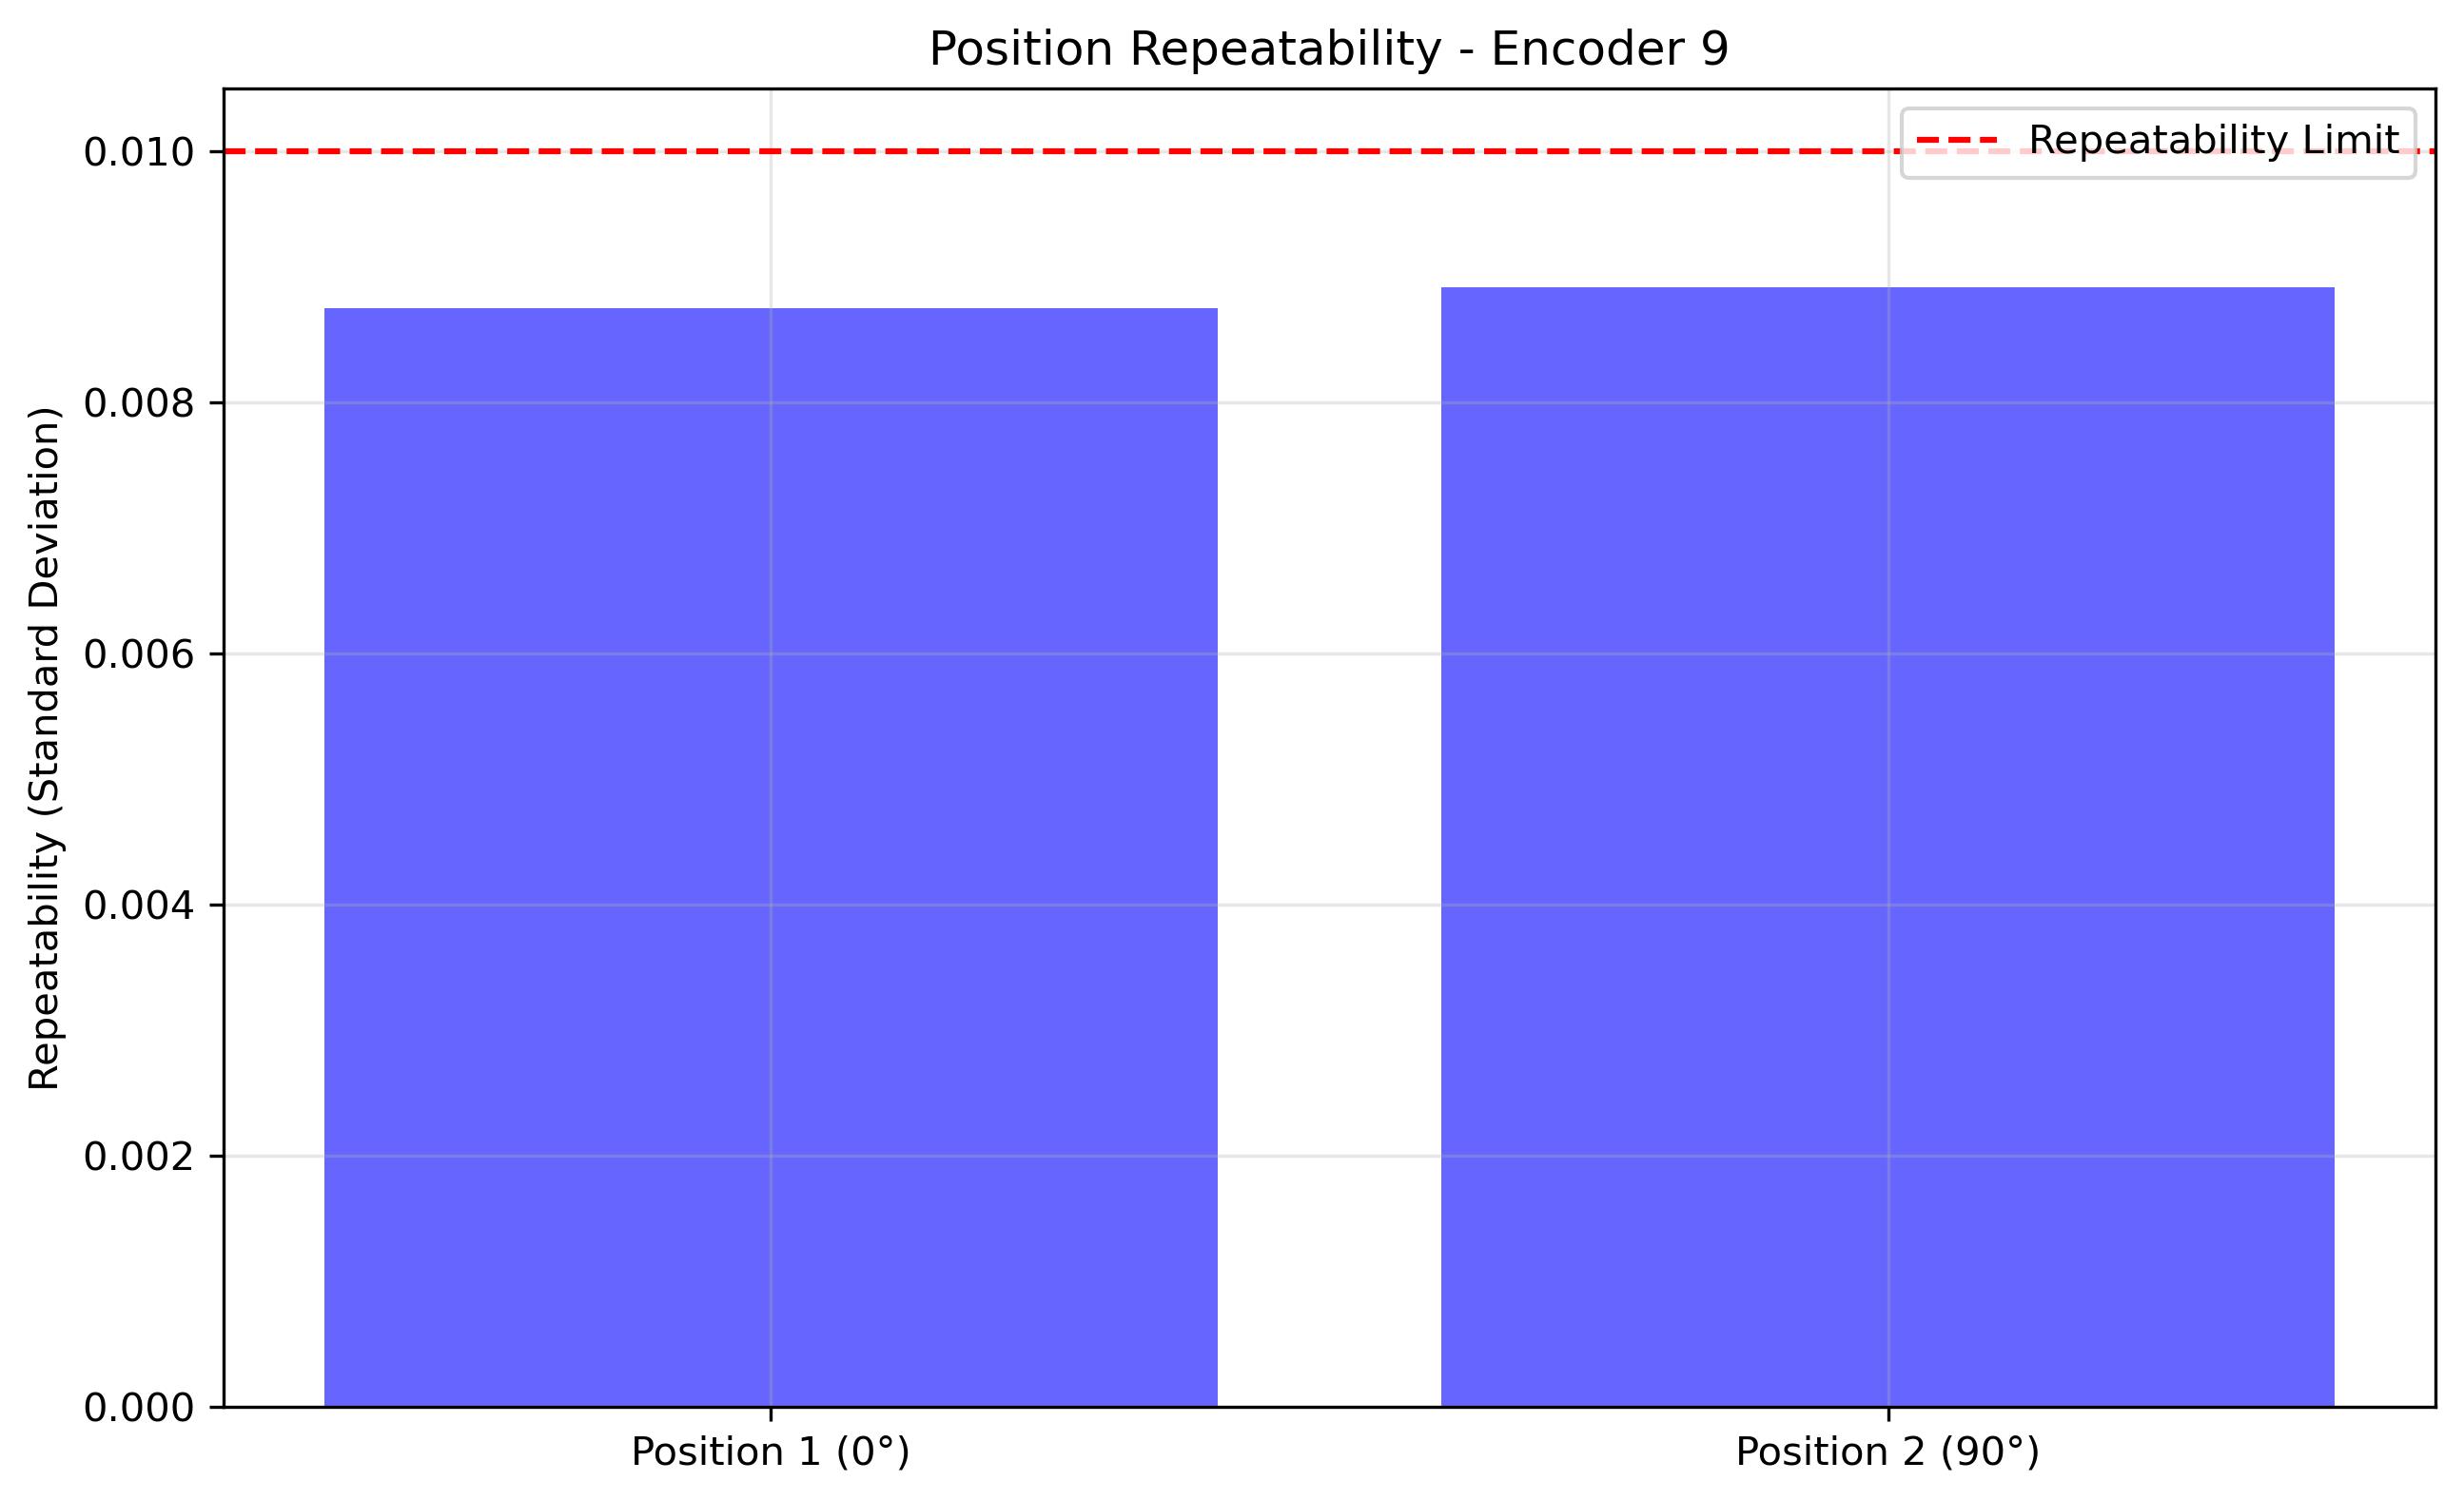 Position Repeatability - Encoder 9
Repeatability Limit
Repeatability (Standard Deviation)
0.010
0.008
0.006
0.004
0.002
0.000
Position 1 (0°)
Position 2 (90°)